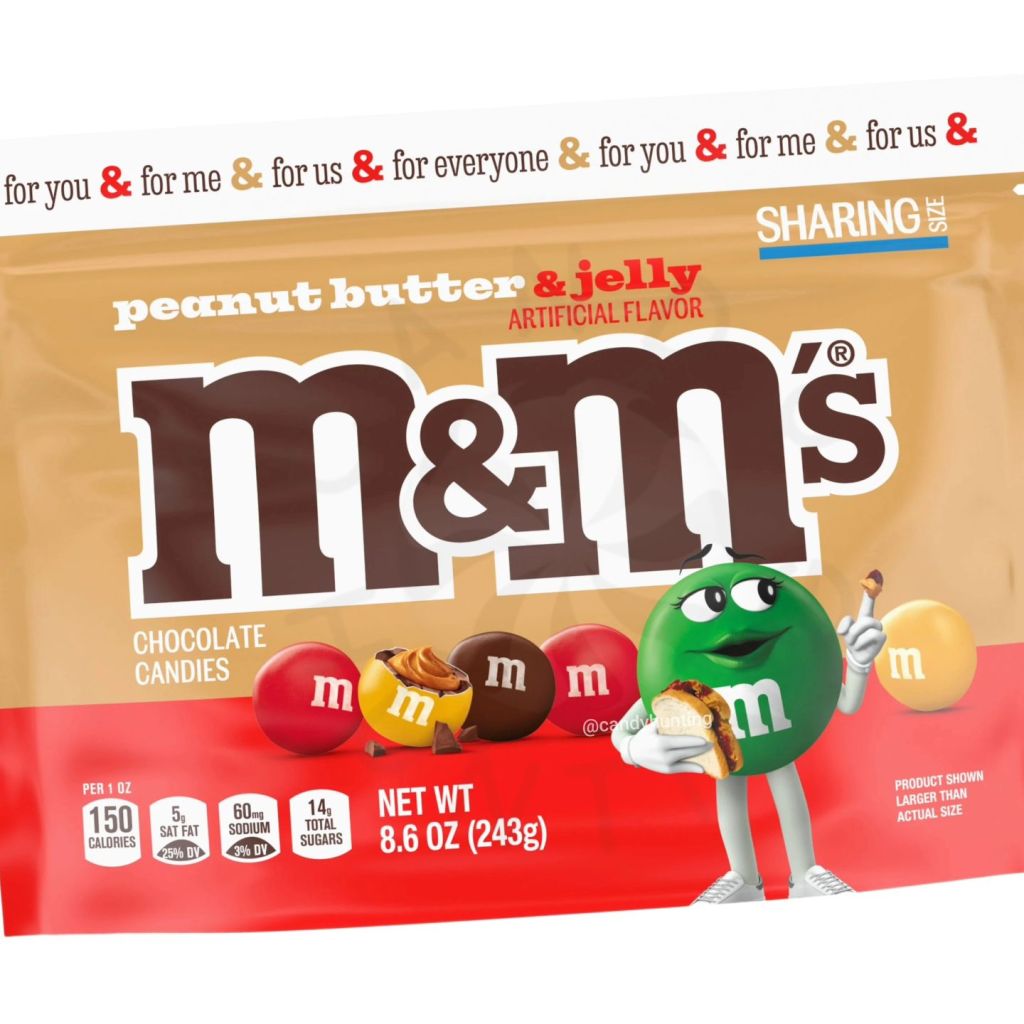 for you & for me & for us & for everyone & for you & for me & for us &
SHARING SIZE
peanut butter & jelly
ARTIFICIAL FLAVOR
m&m's®
CHOCOLATE
CANDIES
m m m m m m
@candyhunting
PER 1 OZ
150
CALORIES
5g
SAT FAT
25% DV
60mg
SODIUM
3% DV
14g
TOTAL
SUGARS
NET WT
8.6 OZ (243g)
PRODUCT SHOWN
LARGER THAN
ACTUAL SIZE